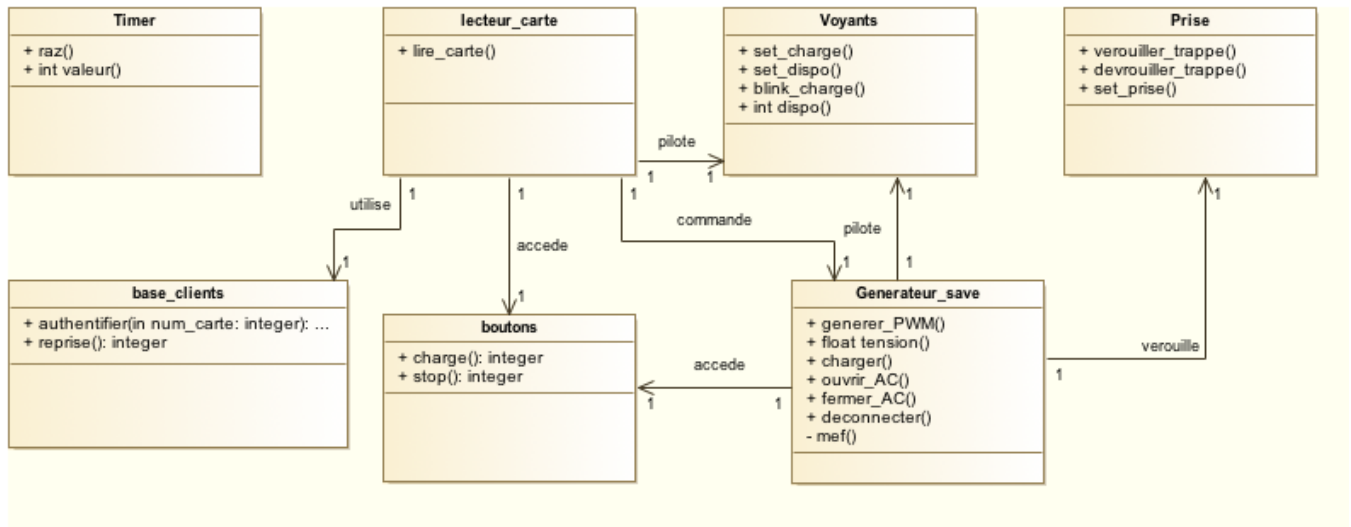 Timer
+ raz()
+ int valeur()
lecteur_carte
+ lire_carte()
Voyants
+ set_charge()
+ set_dispo()
+ blink_charge()
+ int dispo()
Prise
+ verouiller_trappe()
+ devrouiller_trappe()
+ set_prise()
pilote
1
1
1
1
1
1
1
utilise
accede
commande
pilote
1
1
1
1
1
base_clients
+ authentifier(in num_carte: integer): ...
+ reprise(): integer
boutons
+ charge(): integer
+ stop(): integer
Generateur_save
+ generer_PWM()
+ float tension()
+ charger()
+ ouvrir_AC()
+ fermer_AC()
+ deconnecter()
- mef()
accede
1
1
verouille
1